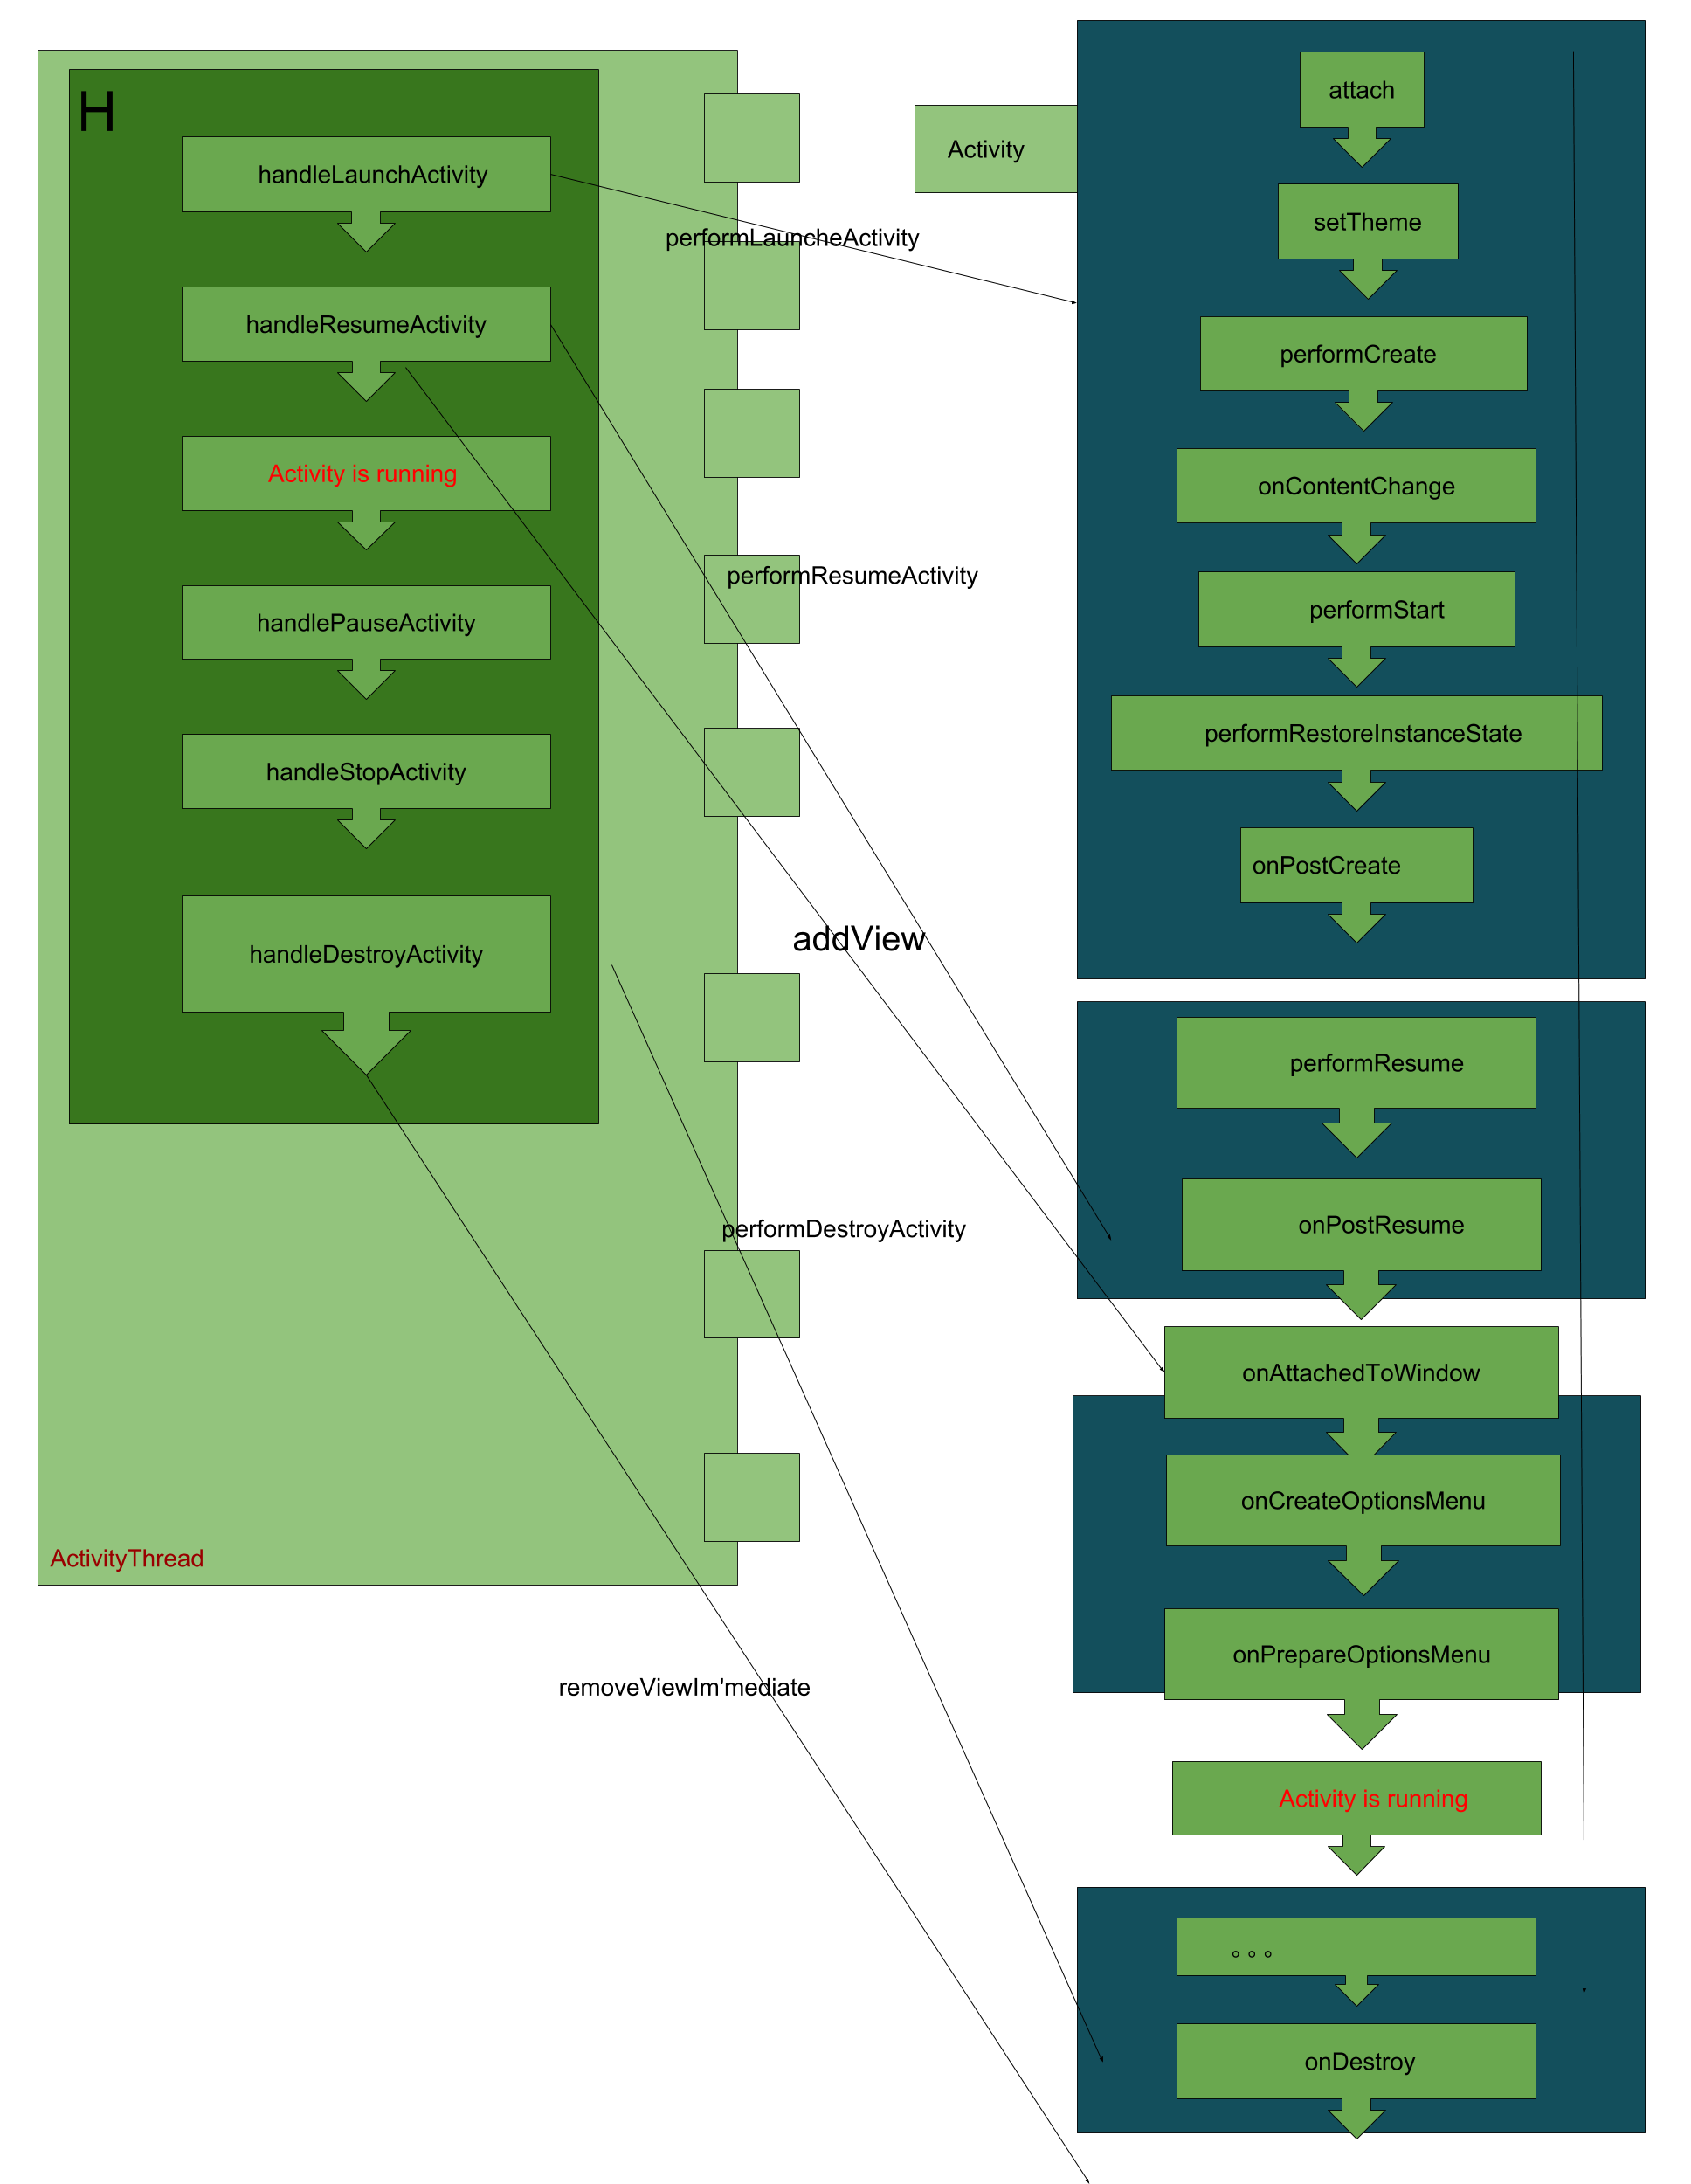 H
handleLaunchActivity
handleResumeActivity
Activity is running
handlePauseActivity
handleStopActivity
handleDestroyActivity
ActivityThread
performLauncheActivity
performResumeActivity
addView
performDestroyActivity
removeViewIm'mediate
Activity
attach
setTheme
performCreate
onContentChange
performStart
performRestoreInstanceState
onPostCreate
performResume
onPostResume
onAttachedToWindow
onCreateOptionsMenu
onPrepareOptionsMenu
Activity is running
。。。
onDestroy